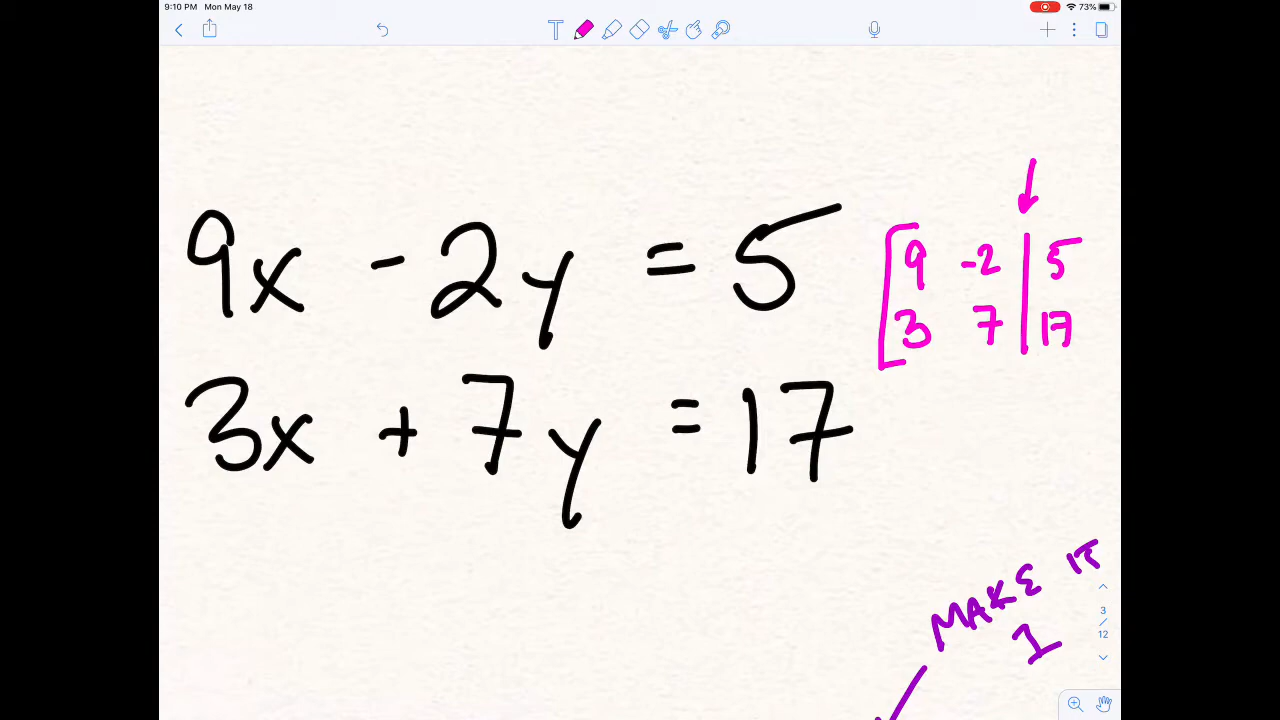 9:10 PM Mon May 18
73%
T
9x - 2y = 5
3x + 7y = 17
9 -2 5
3 7 17
MAKE IT
1
3
/
12